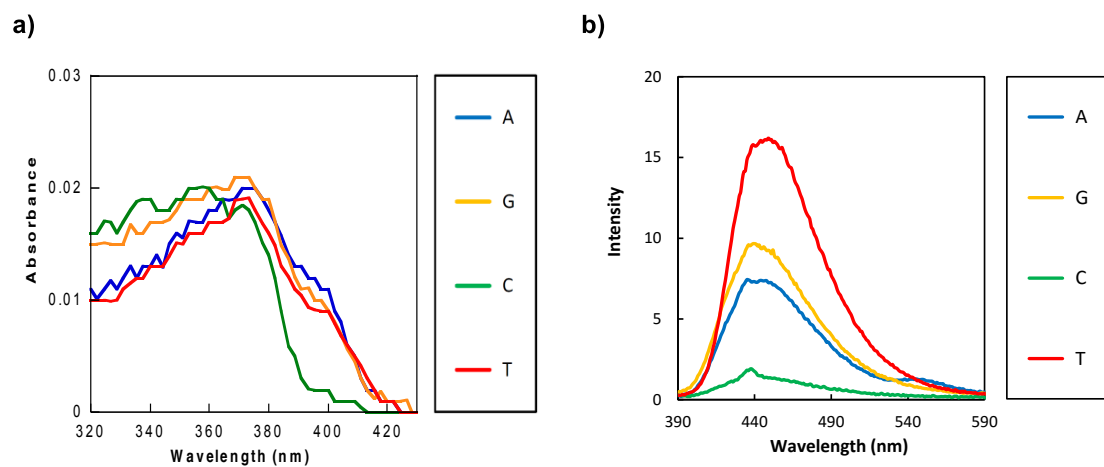 a)
Absorbance
0.03
0.02
0.01
0
320 340 360 380 400 420
Wavelength (nm)
A
G
C
T
b)
Intensity
20
15
10
5
0
390 440 490 540 590
Wavelength (nm)
A
G
C
T